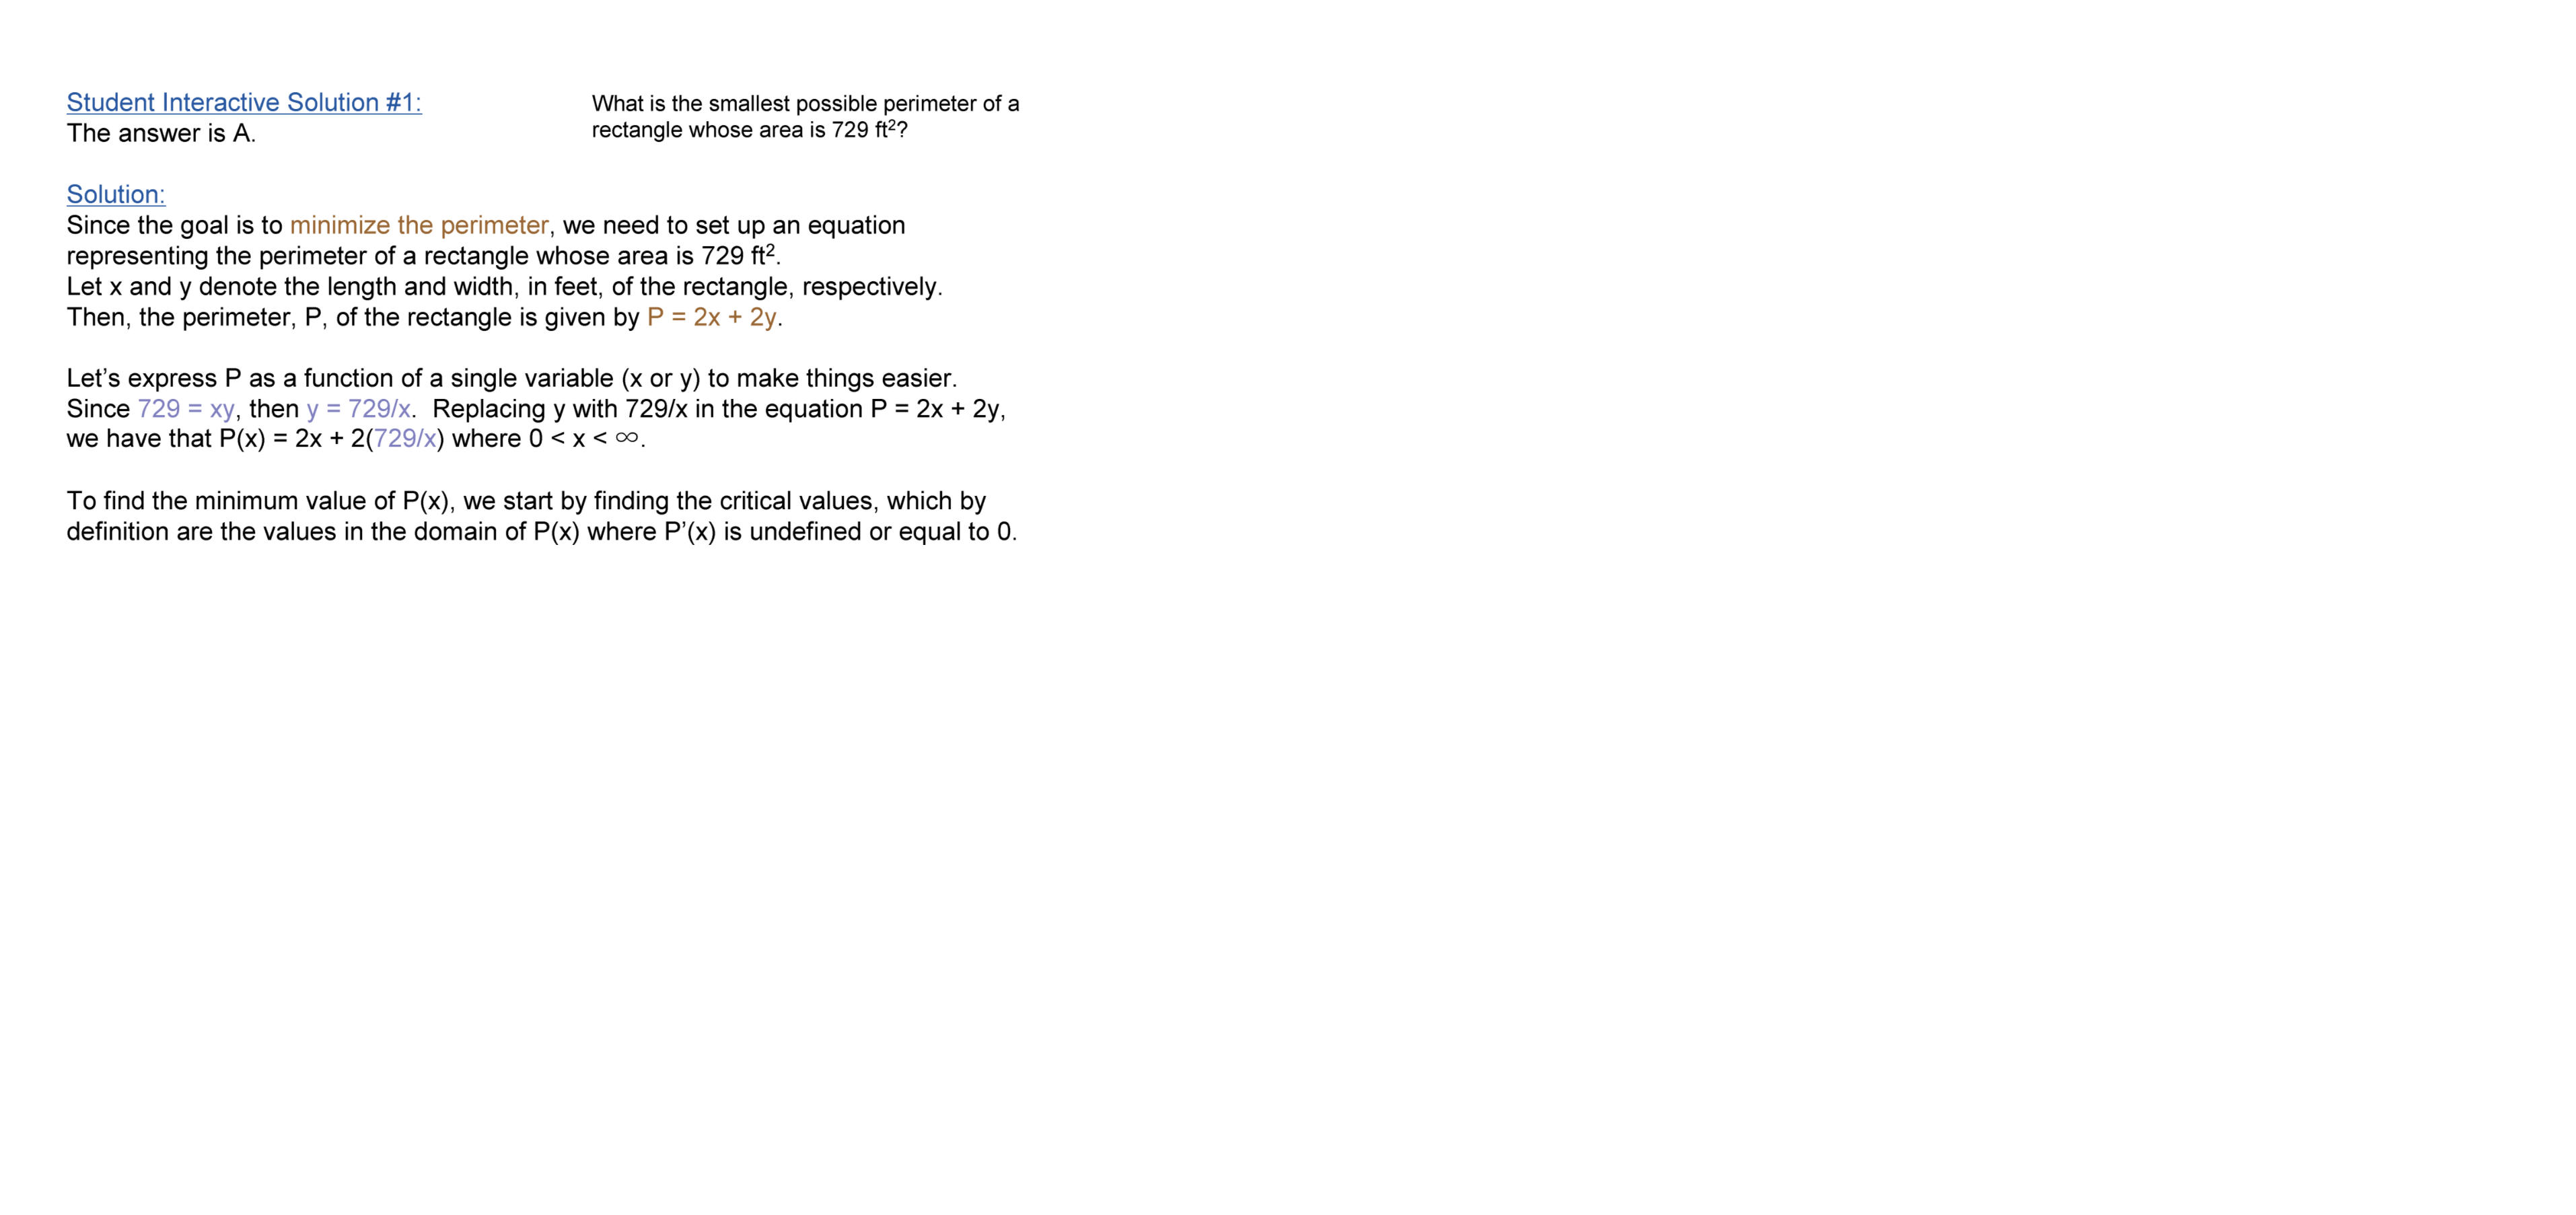 Student Interactive Solution #1:
The answer is A.
What is the smallest possible perimeter of a
rectangle whose area is 729 ft²?
Solution:
Since the goal is to minimize the perimeter, we need to set up an equation
representing the perimeter of a rectangle whose area is 729 ft².
Let x and y denote the length and width, in feet, of the rectangle, respectively.
Then, the perimeter, P, of the rectangle is given by P = 2x + 2y.
Let’s express P as a function of a single variable (x or y) to make things easier.
Since 729 = xy, then y = 729/x.  Replacing y with 729/x in the equation P = 2x + 2y,
we have that P(x) = 2x + 2(729/x) where 0 < x < ∞.
To find the minimum value of P(x), we start by finding the critical values, which by
definition are the values in the domain of P(x) where P’(x) is undefined or equal to 0.